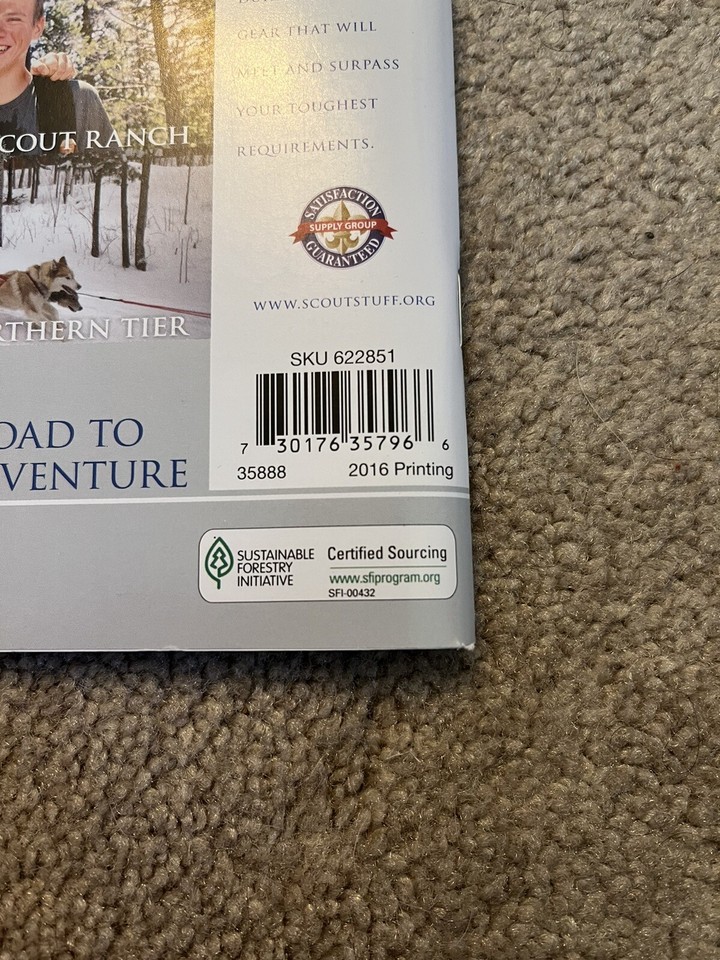 GEAR THAT WILL
MEET AND SURPASS
YOUR TOUGHEST
REQUIREMENTS.
COUT RANCH
SATISFACTION
SUPPLY GROUP
GUARANTEED
WWW.SCOUTSTUFF.ORG
RTHERN TIER
SKU 622851
7 30176 35796 6
35888 2016 Printing
OAD TO
VENTURE
SUSTAINABLE
FORESTRY
INITIATIVE
Certified Sourcing
www.sfiprogram.org
SFI-00432